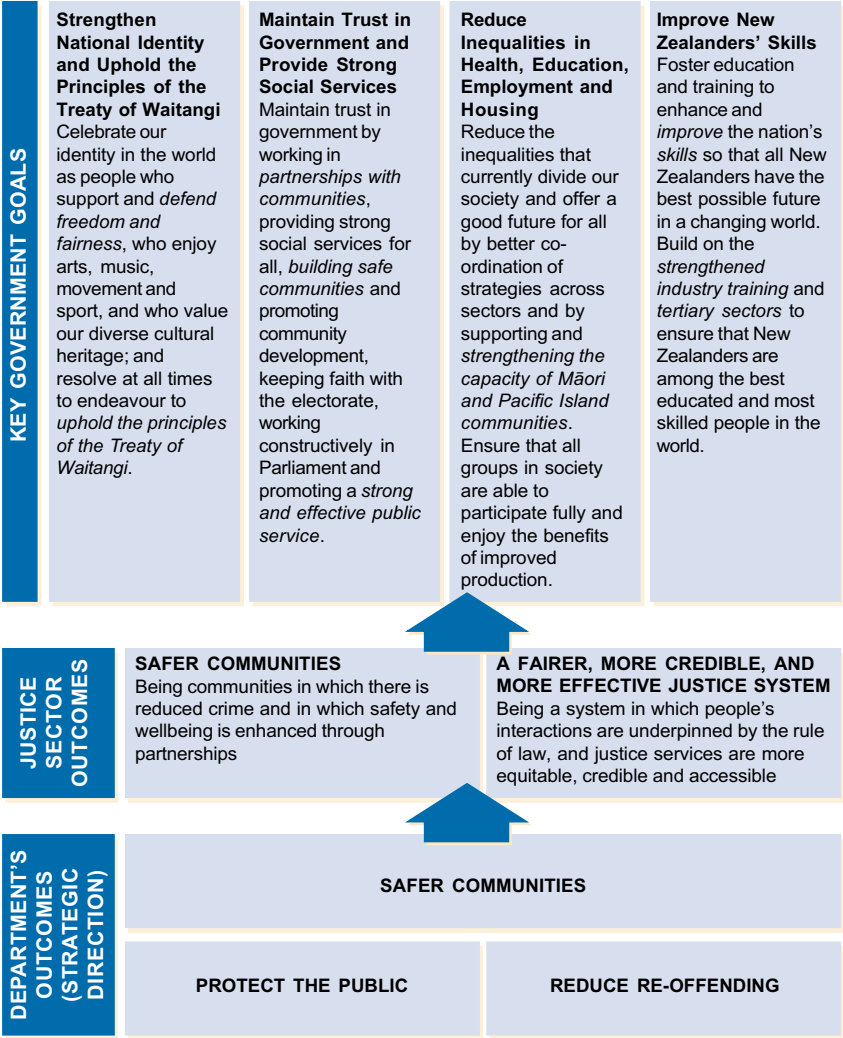 KEY GOVERNMENT GOALS
Strengthen
National Identity
and Uphold the
Principles of the
Treaty of Waitangi
Celebrate our
identity in the world
as people who
support and defend
freedom and
fairness, who enjoy
arts, music,
movement and
sport, and who value
our diverse cultural
heritage; and
resolve at all times
to endeavour to
uphold the principles
of the Treaty of
Waitangi.
Maintain Trust in
Government and
Provide Strong
Social Services
Maintain trust in
government by
working in
partnerships with
communities,
providing strong
social services for
all, building safe
communities and
promoting
community
development,
keeping faith with
the electorate,
working
constructively in
Parliament and
promoting a strong
and effective public
service.
Reduce
Inequalities in
Health, Education,
Employment and
Housing
Reduce the
inequalities that
currently divide our
society and offer a
good future for all
by better co-
ordination of
strategies across
sectors and by
supporting and
strengthening the
capacity of Māori
and Pacific Island
communities.
Ensure that all
groups in society
are able to
participate fully and
enjoy the benefits
of improved
production.
Improve New
Zealanders’ Skills
Foster education
and training to
enhance and
improve the nation’s
skills so that all New
Zealanders have the
best possible future
in a changing world.
Build on the
strengthened
industry training and
tertiary sectors to
ensure that New
Zealanders are
among the best
educated and most
skilled people in the
world.
JUSTICE
SECTOR
OUTCOMES
SAFER COMMUNITIES
Being communities in which there is
reduced crime and in which safety and
wellbeing is enhanced through
partnerships
A FAIRER, MORE CREDIBLE, AND
MORE EFFECTIVE JUSTICE SYSTEM
Being a system in which people’s
interactions are underpinned by the rule
of law, and justice services are more
equitable, credible and accessible
DEPARTMENT’S
OUTCOMES
(STRATEGIC
DIRECTION)
SAFER COMMUNITIES
PROTECT THE PUBLIC
REDUCE RE-OFFENDING